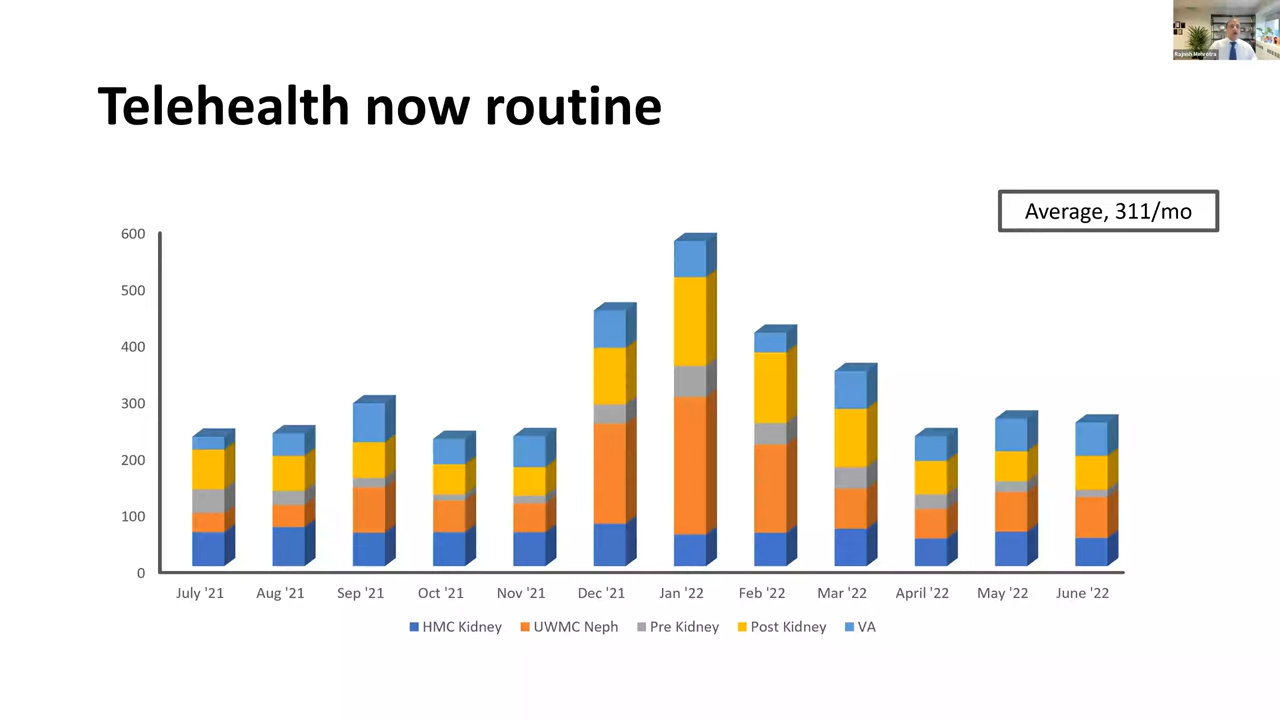 Rajnish Mehrotra
Telehealth now routine
Average, 311/mo
600
500
400
300
200
100
0
July '21 Aug '21 Sep '21 Oct '21 Nov '21 Dec '21 Jan '22 Feb '22 Mar '22 April '22 May '22 June '22
HMC Kidney UWMC Neph Pre Kidney Post Kidney VA